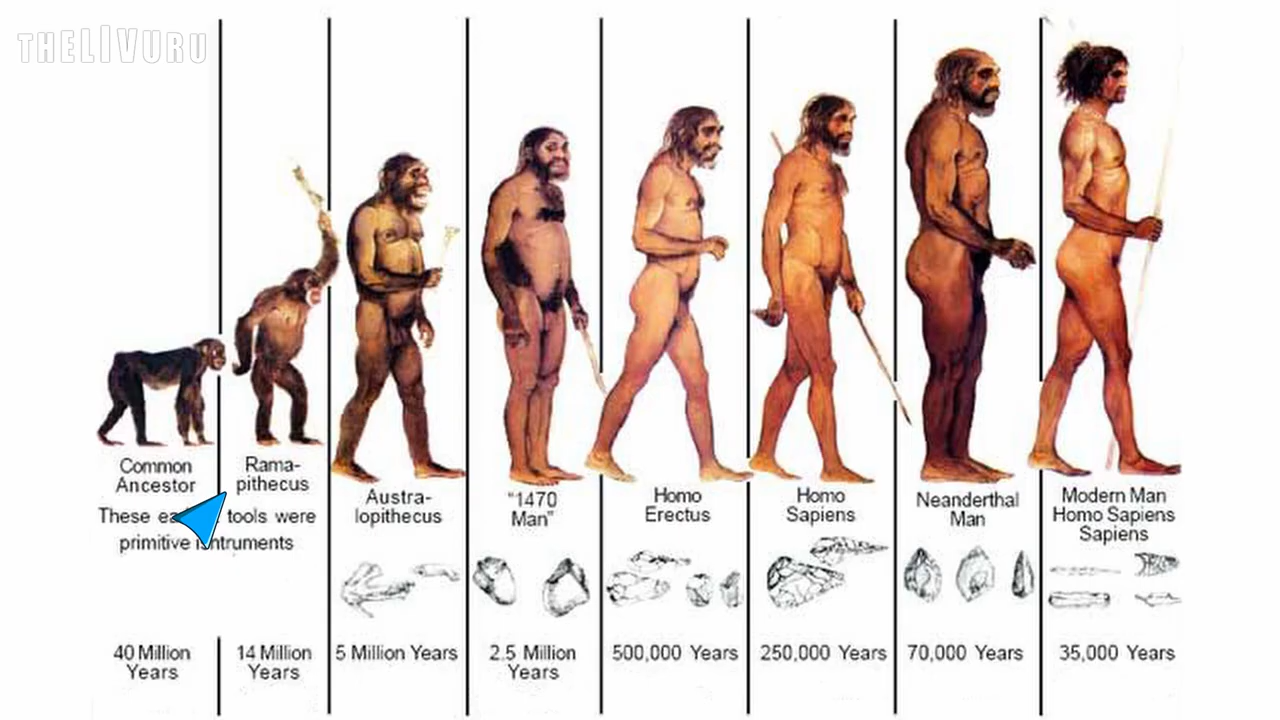 THELIVURU
Common
Ancestor
Rama-
pithecus
These tools were
primitive
Austra-
lopithecus
"1470
Man"
Homo
Erectus
Homo
Sapiens
Neanderthal
Man
Modern Man
Homo Sapiens
Sapiens
40 Million
Years
14 Million
Years
5 Million Years
2.5 Million
Years
500,000 Years
250,000 Years
70,000 Years
35,000 Years